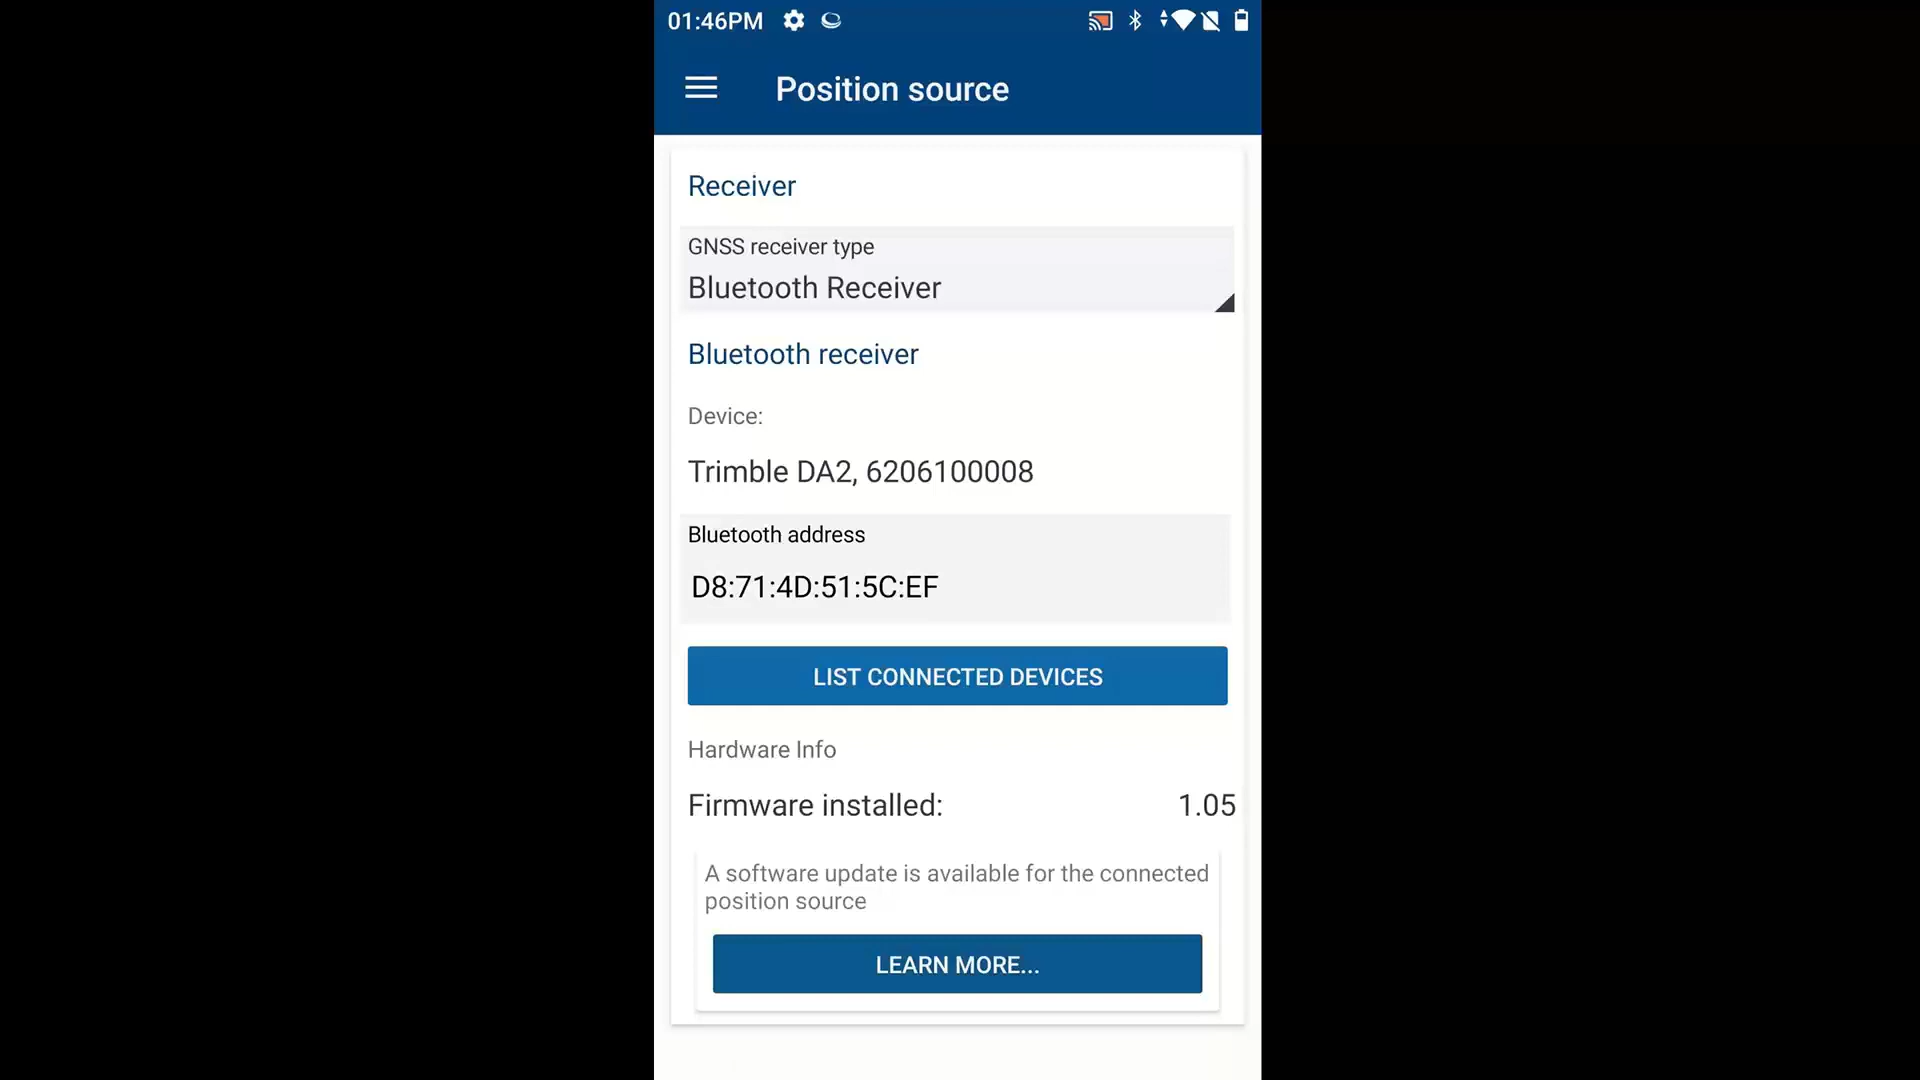 01:46PM
Position source
Receiver
GNSS receiver type
Bluetooth Receiver
Bluetooth receiver
Device:
Trimble DA2, 6206100008
Bluetooth address
D8:71:4D:51:5C:EF
LIST CONNECTED DEVICES
Hardware Info
Firmware installed: 1.05
A software update is available for the connected
position source
LEARN MORE...